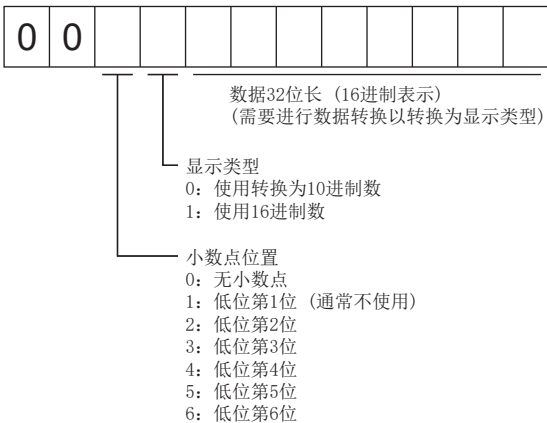 00
数据32位长 (16进制表示)
(需要进行数据转换以转换为显示类型)
显示类型
0：使用转换为10进制数
1：使用16进制数
小数点位置
0：无小数点
1：低位第1位 (通常不使用)
2：低位第2位
3：低位第3位
4：低位第4位
5：低位第5位
6：低位第6位